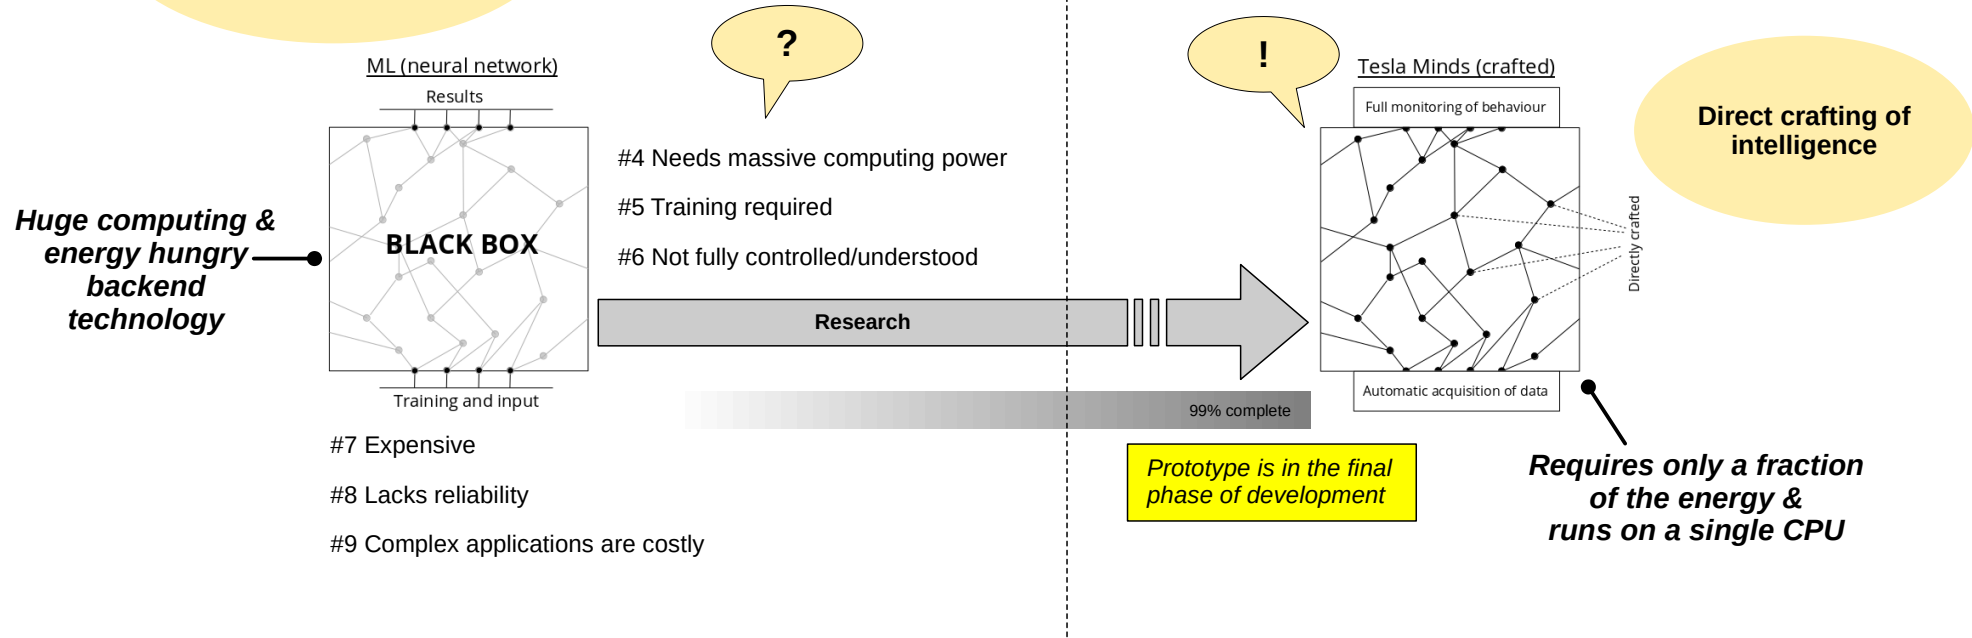 ?
!
ML (neural network)
Results
BLACK BOX
Training and input
Huge computing &
energy hungry
backend
technology
#4 Needs massive computing power
#5 Training required
#6 Not fully controlled/understood
Research
99% complete
#7 Expensive
#8 Lacks reliability
#9 Complex applications are costly
Prototype is in the final
phase of development
Tesla Minds (crafted)
Full monitoring of behaviour
Directly crafted
Automatic acquisition of data
Direct crafting of
intelligence
Requires only a fraction
of the energy &
runs on a single CPU